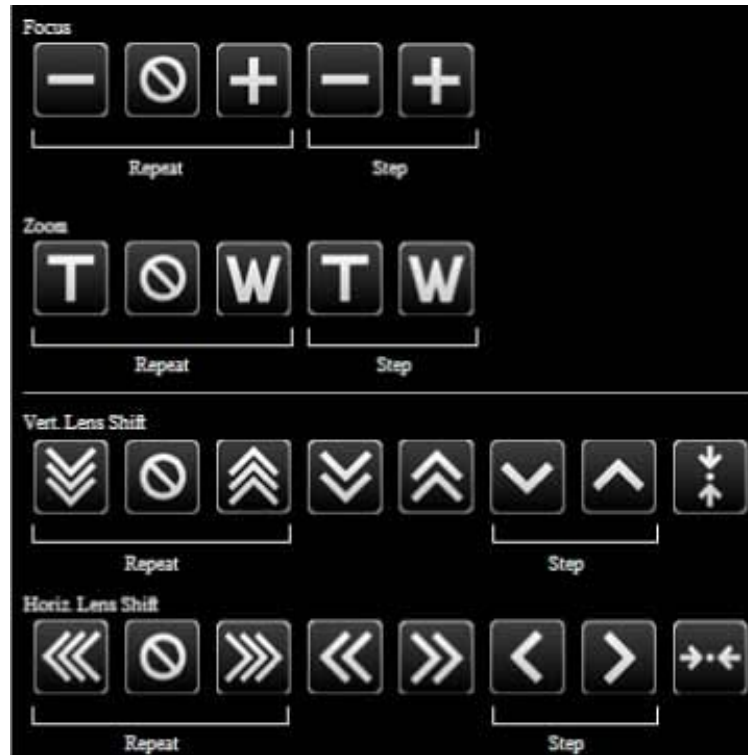 Focus
Repeat Step
Zoom
T W T W
Repeat Step
Vert. Lens Shift
Repeat Step
Horiz. Lens Shift
Repeat Step